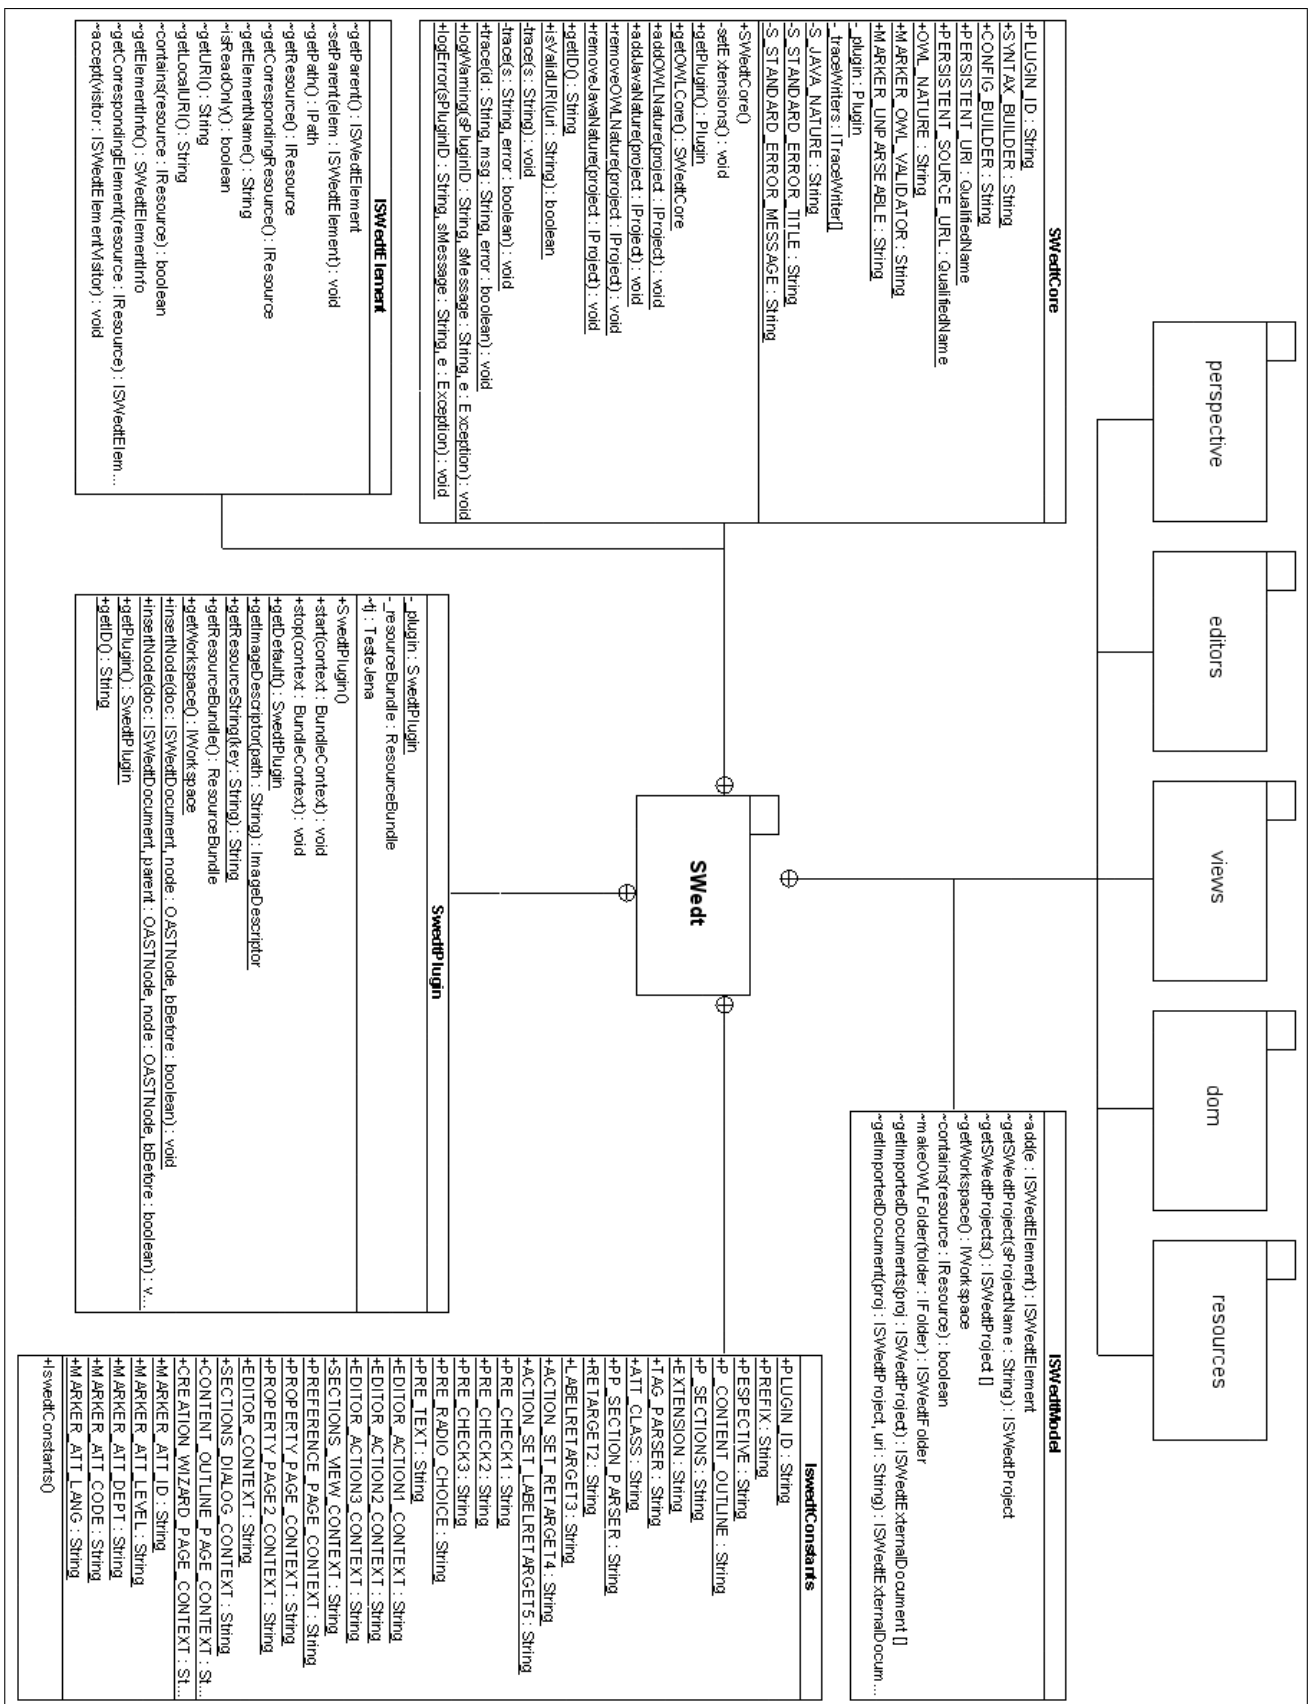 perspective
editors
views
dom
resources
SWedtCore
+PLUGIN_ID : String
+SYNTAX_BUILDER : String
+CONFIG_BUILDER : String
+PERSISTENT_URI : QualifiedName
+PERSISTENT_SOURCE_URL : QualifiedName
+OWL_NATURE : String
+MARKER_OWL_VALIDATOR : String
+MARKER_UNPARSEABLE : String
-_plugin : Plugin
-_traceWriters : ITraceWriter[]
-S_JAVA_NATURE : String
-S_STANDARD_ERROR_TITLE : String
-S_STANDARD_ERROR_MESSAGE : String
+SWedtCore()
-setExtensions() : void
+getPlugin() : Plugin
+getOWLCore() : SWedtCore
+addOWLNature(project : IProject) : void
+addJavaNature(project : IProject) : void
+removeOWLNature(project : IProject) : void
+removeJavaNature(project : IProject) : void
+getID() : String
+isValidURI(uri : String) : boolean
-trace(s : String) : void
-trace(s : String, error : boolean) : void
+trace(id : String, msg : String, error : boolean) : void
+logWarning(sPluginID : String, sMessage : String, e : Exception) : void
+logError(sPluginID : String, sMessage : String, e : Exception) : void
ISWedtModel
~add(e : ISWedtElement) : ISWedtElement
~getSWedtProject(sProjectName : String) : ISWedtProject
~getSWedtProjects() : ISWedtProject []
~getWorkspace() : IWorkspace
~contains(resource : IResource) : boolean
~makeOWLFolder(folder : IFolder) : ISWedtFolder
~getImportedDocuments(proj : ISWedtProject) : ISWedtExternalDocument []
~getImportedDocument(proj : ISWedtProject, uri : String) : ISWedtExternalDocum...
SWedt
ISWedtElement
~getParent() : ISWedtElement
~setParent(elem : ISWedtElement) : void
~getPath() : IPath
~getResource() : IResource
~getCorrespondingResource() : IResource
~getElementName() : String
~isReadOnly() : boolean
~getURI() : String
~getLocalURI() : String
~contains(resource : IResource) : boolean
~getElementInfo() : SWedtElementInfo
~getCorrespondingElement(resource : IResource) : ISWedtElem...
~accept(visitor : ISWedtElementVisitor) : void
SwedtPlugin
-_plugin : SwedtPlugin
-_resourceBundle : ResourceBundle
~tj : TesteJena
+SwedtPlugin()
+start(context : BundleContext) : void
+stop(context : BundleContext) : void
+getDefault() : SwedtPlugin
+getImageDescriptor(path : String) : ImageDescriptor
+getResourceString(key : String) : String
+getResourceBundle() : ResourceBundle
+getWorkspace() : IWorkspace
+insertNode(doc : ISWedtDocument, node : OASTNode, bBefore : boolean) : void
+insertNode(doc : ISWedtDocument, parent : OASTNode, node : OASTNode, bBefore : boolean) : v...
+getPlugin() : SwedtPlugin
+getID() : String
IswedtConstants
+PLUGIN_ID : String
+PREFIX : String
+PESPECTIVE : String
+P_CONTENT_OUTLINE : String
+P_SECTIONS : String
+EXTENSION : String
+TAG_PARSER : String
+ATT_CLASS : String
+PP_SECTION_PARSER : String
+RETARGET2 : String
+LABELRETARGET3 : String
+ACTION_SET_RETARGET4 : String
+ACTION_SET_LABELRETARGET5 : String
+PRE_CHECK1 : String
+PRE_CHECK2 : String
+PRE_CHECK3 : String
+PRE_RADIO_CHOICE : String
+PRE_TEXT : String
+EDITOR_ACTION1_CONTEXT : String
+EDITOR_ACTION2_CONTEXT : String
+EDITOR_ACTION3_CONTEXT : String
+SECTIONS_VIEW_CONTEXT : String
+PREFERENCE_PAGE_CONTEXT : String
+PROPERTY_PAGE_CONTEXT : String
+PROPERTY_PAGE2_CONTEXT : String
+EDITOR_CONTEXT : String
+SECTIONS_DIALOG_CONTEXT : String
+CONTENT_OUTLINE_PAGE_CONTEXT : St...
+CREATION_WIZARD_PAGE_CONTEXT : St...
+MARKER_ATT_ID : String
+MARKER_ATT_LEVEL : String
+MARKER_ATT_DEPT : String
+MARKER_ATT_CODE : String
+MARKER_ATT_LANG : String
+IswedtConstants()